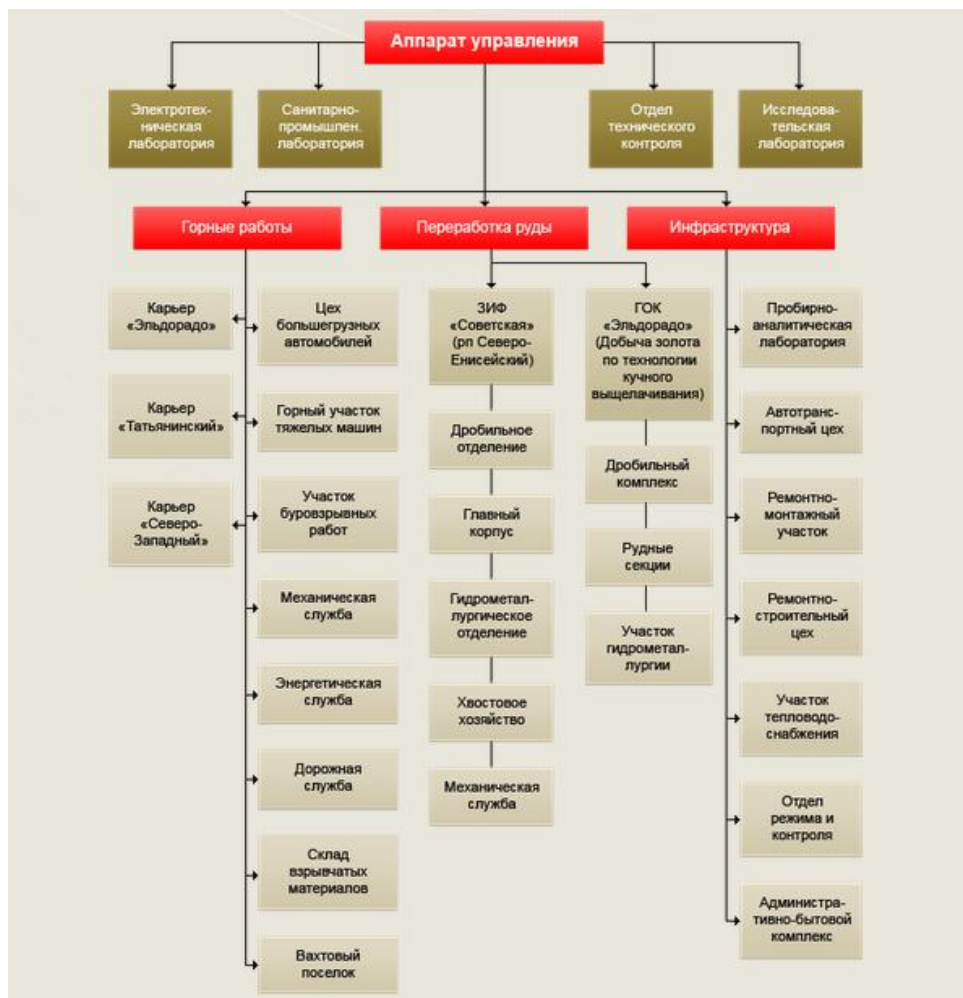 Аппарат управления
Электротех-
ническая
лаборатория
Санитарно-
промышлен.
лаборатория
Отдел
технического
контроля
Исследова-
тельская
лаборатория
Горные работы
Переработка руды
Инфраструктура
Карьер
«Эльдорадо»
Карьер
«Татьянинский»
Карьер
«Северо-
Западный»
Цех
большегрузных
автомобилей
Горный участок
тяжелых машин
Участок
буровзрывных
работ
Механическая
служба
Энергетическая
служба
Дорожная
служба
Склад
взрывчатых
материалов
Вахтовый
поселок
ЗИФ
«Советская»
(рп Северо-
Енисейский)
Дробильное
отделение
Главный
корпус
Гидрометал-
лургическое
отделение
Хвостовое
хозяйство
Механическая
служба
ГОК
«Эльдорадо»
(Добыча золота
по технологии
кучного
выщелачивания)
Дробильный
комплекс
Рудные
секции
Участок
гидрометал-
лургии
Пробирно-
аналитическая
лаборатория
Автотранс-
портный цех
Ремонтно-
монтажный
участок
Ремонтно-
строительный
цех
Участок
тепловодо-
снабжения
Отдел
режима и
контроля
Администра-
тивно-бытовой
комплекс